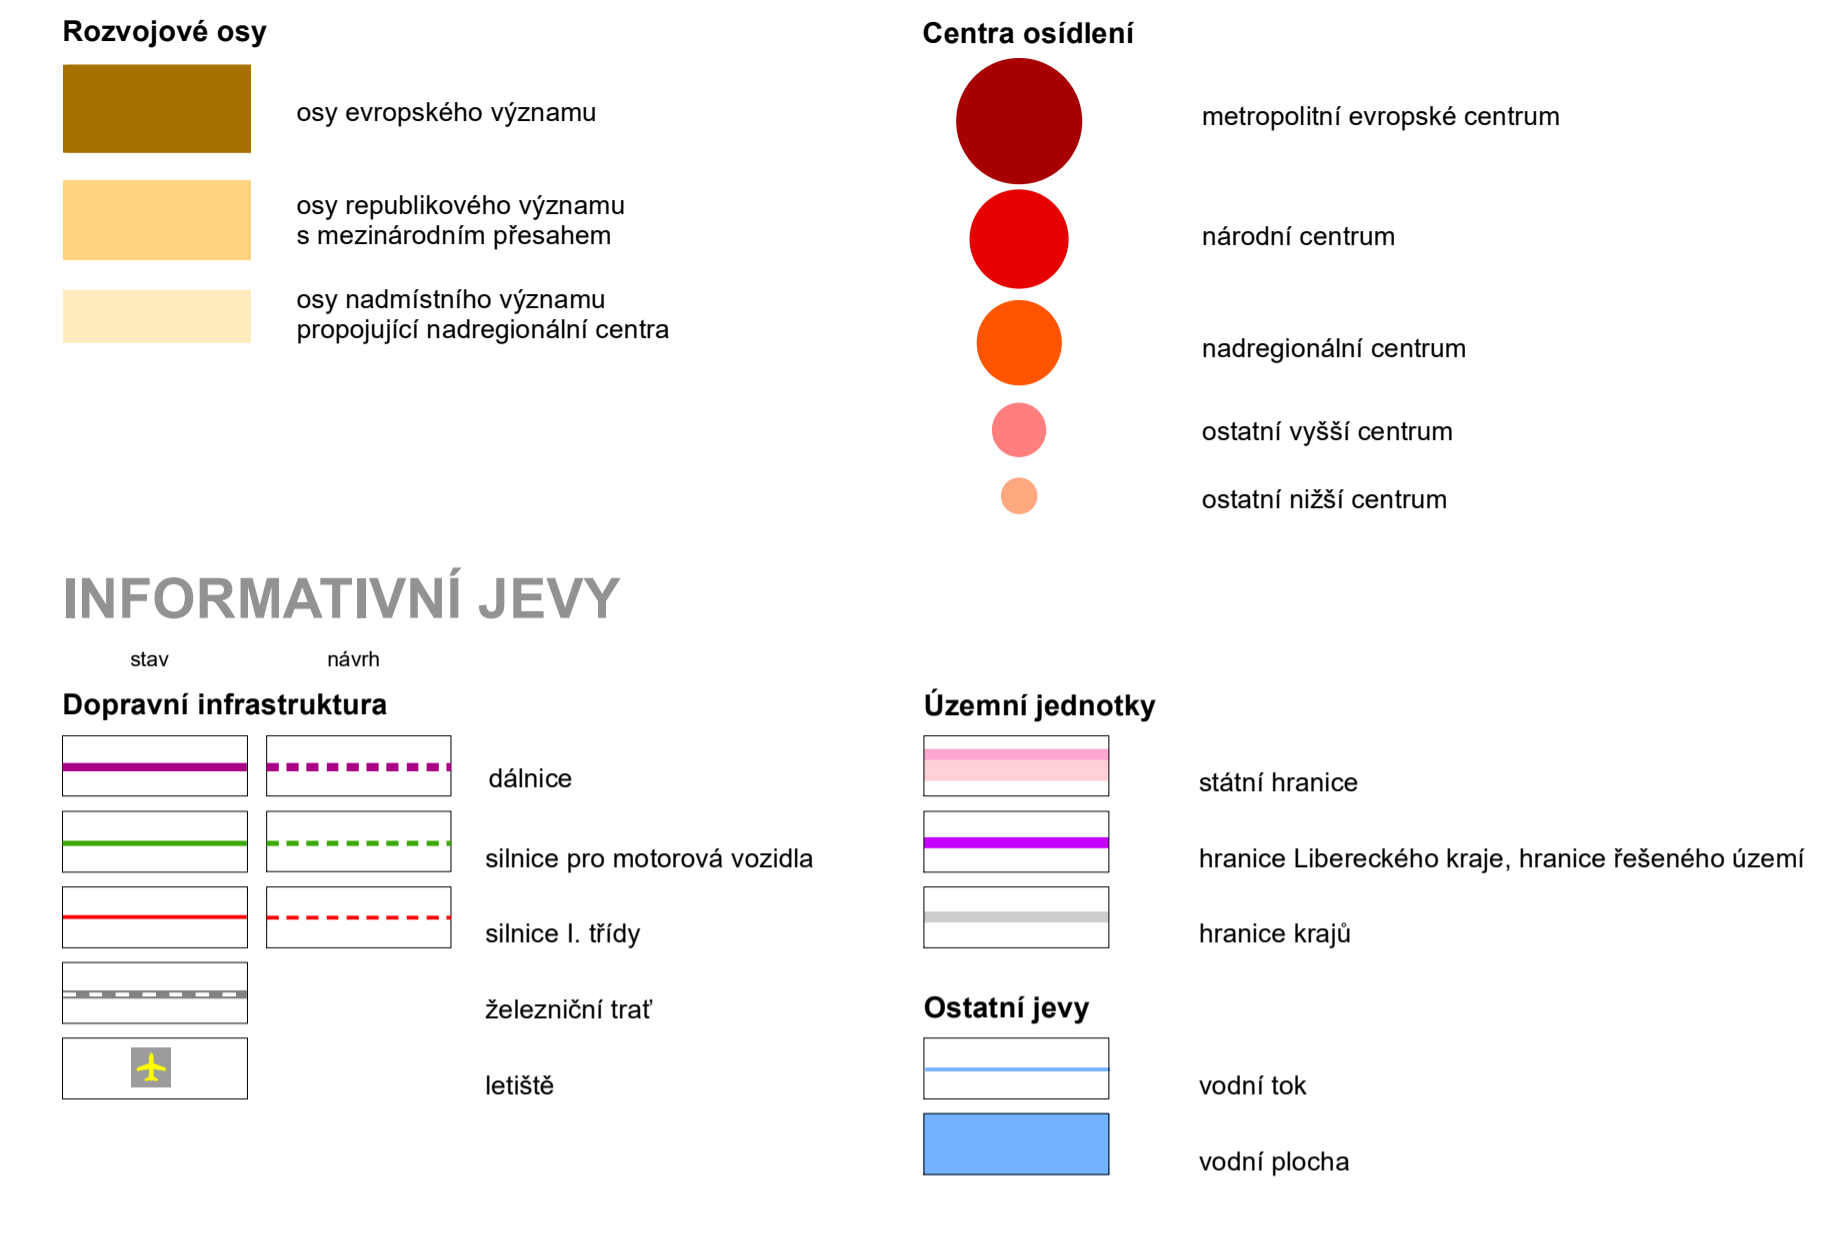 Rozvojové osy
osy evropského významu
osy republikového významu
s mezinárodním přesahem
osy nadmístního významu
propojující nadregionální centra
Centra osídlení
metropolitní evropské centrum
národní centrum
nadregionální centrum
ostatní vyšší centrum
ostatní nižší centrum
INFORMATIVNÍ JEVY
stav návrh
Dopravní infrastruktura
dálnice
silnice pro motorová vozidla
silnice I. třídy
železniční trať
letiště
Územní jednotky
státní hranice
hranice Libereckého kraje, hranice řešeného území
hranice krajů
Ostatní jevy
vodní tok
vodní plocha